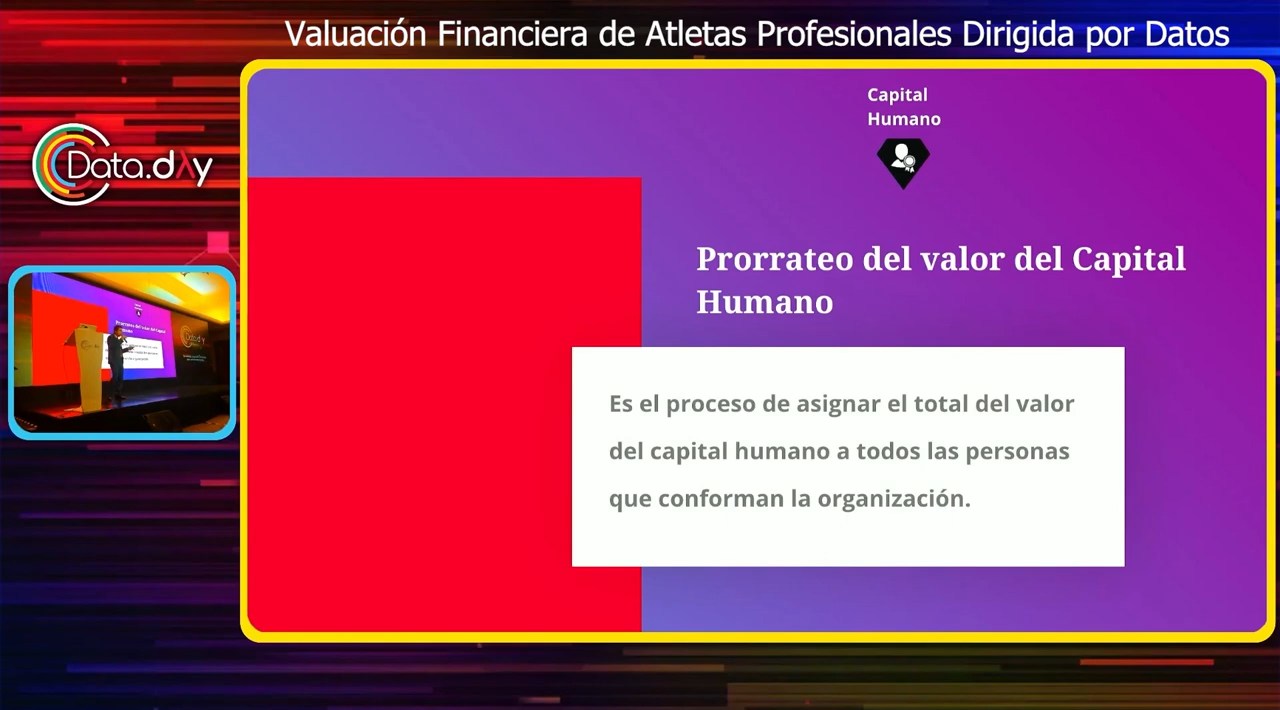 Valuación Financiera de Atletas Profesionales Dirigida por Datos
Data.dλy
Capital
Humano
Prorrateo del valor del Capital
Humano
Es el proceso de asignar el total del valor
del capital humano a todos las personas
que conforman la organización.